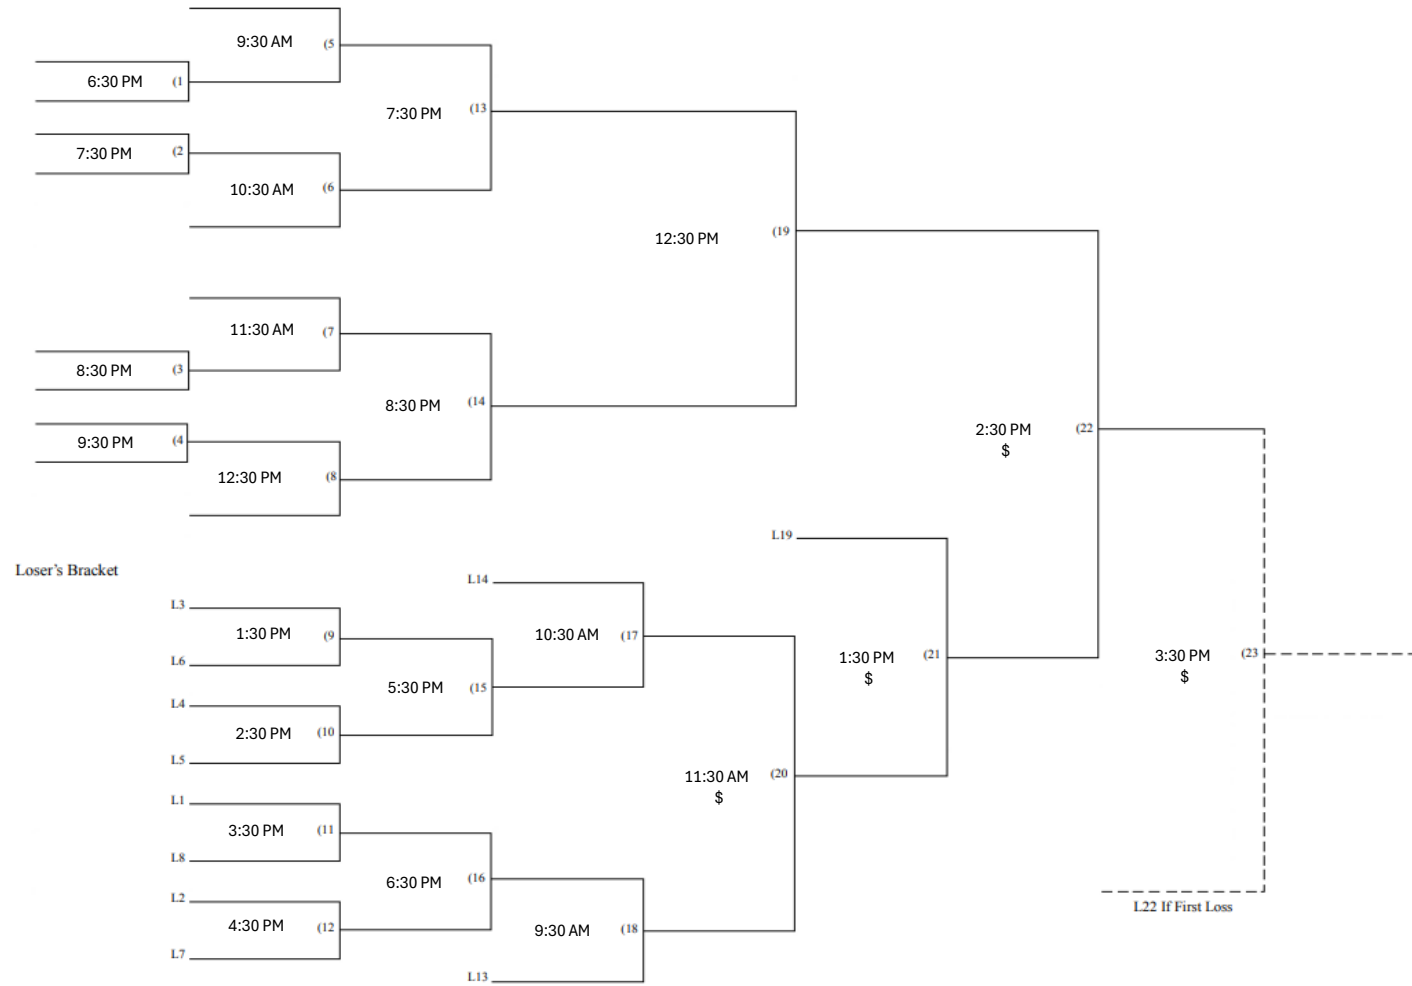 9:30 AM (5
6:30 PM (1
7:30 PM (13
7:30 PM (2
10:30 AM (6
12:30 PM (19
11:30 AM (7
8:30 PM (3
8:30 PM (14
9:30 PM (4
12:30 PM (8
2:30 PM (22
$
L19
Loser's Bracket
L14
L3
1:30 PM (9
10:30 AM (17
L6
5:30 PM (15
1:30 PM (21
$
3:30 PM (23
$
L4
2:30 PM (10
L5
11:30 AM (20
$
L1
3:30 PM (11
L8
6:30 PM (16
L2
4:30 PM (12
9:30 AM (18
L7
L13
L22 If First Loss